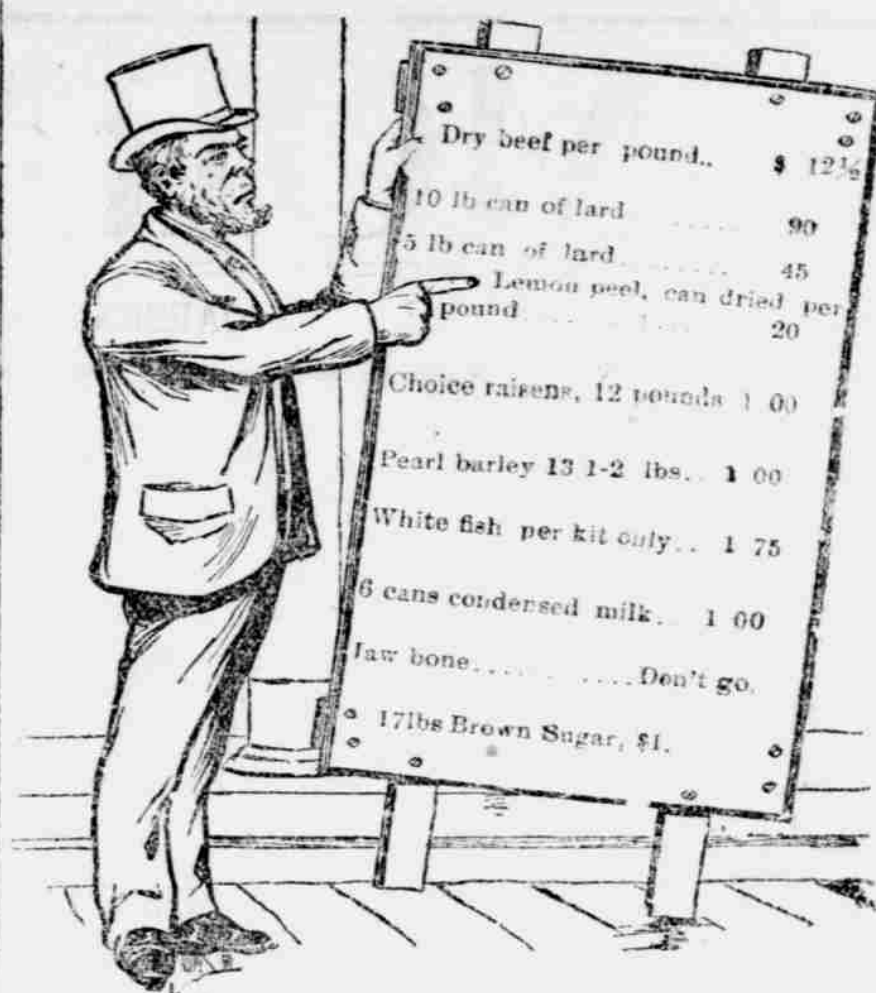 Dry beef per pound.. $ 12½
10 lb can of lard ..... 90
5 lb can of lard ........ 45
Lemon peel, can dried per
pound ..... 20
Choice raisens, 12 pounds 1 00
Pearl barley 13 1-2 lbs.. 1 00
White fish per kit only.. 1 75
6 cans condensed milk.. 1 00
Jaw bone............Don't go.
17lbs Brown Sugar, $1.